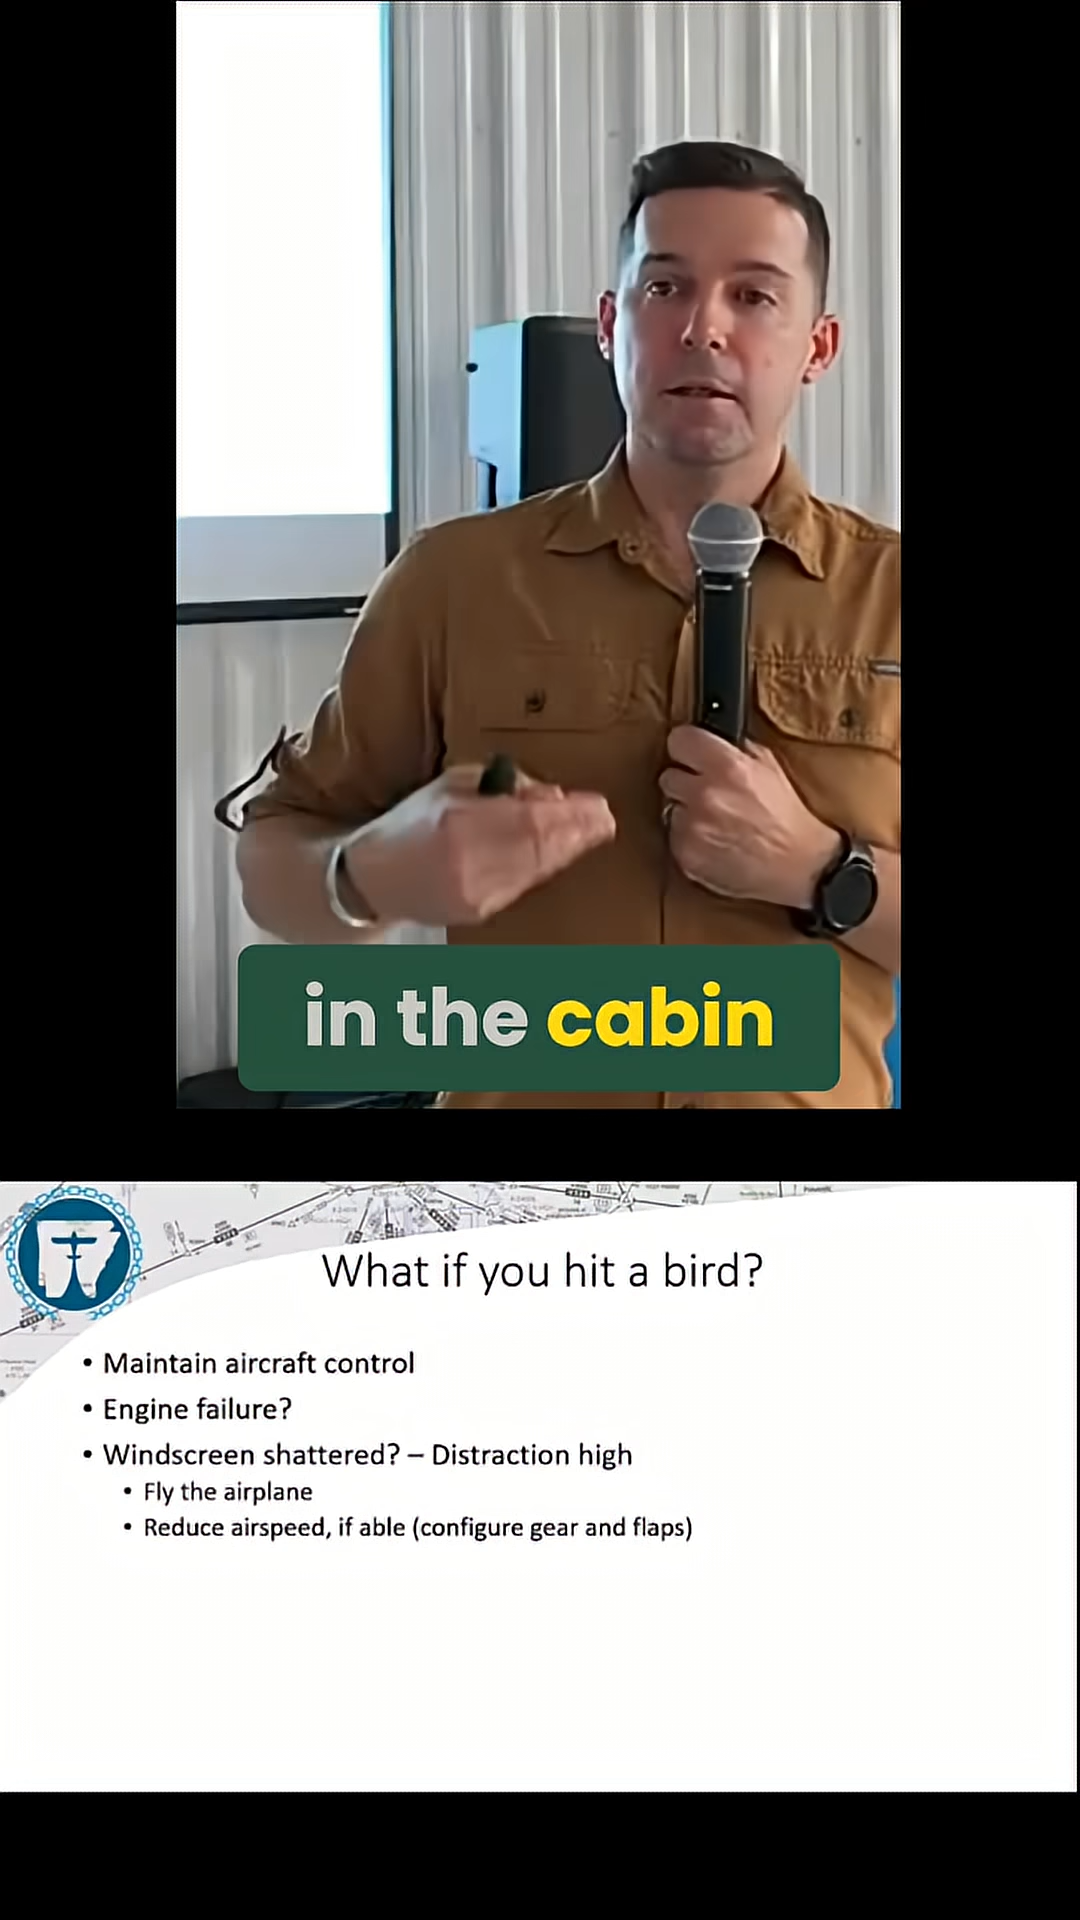 in the cabin
What if you hit a bird?
• Maintain aircraft control
• Engine failure?
• Windscreen shattered? – Distraction high
• Fly the airplane
• Reduce airspeed, if able (configure gear and flaps)